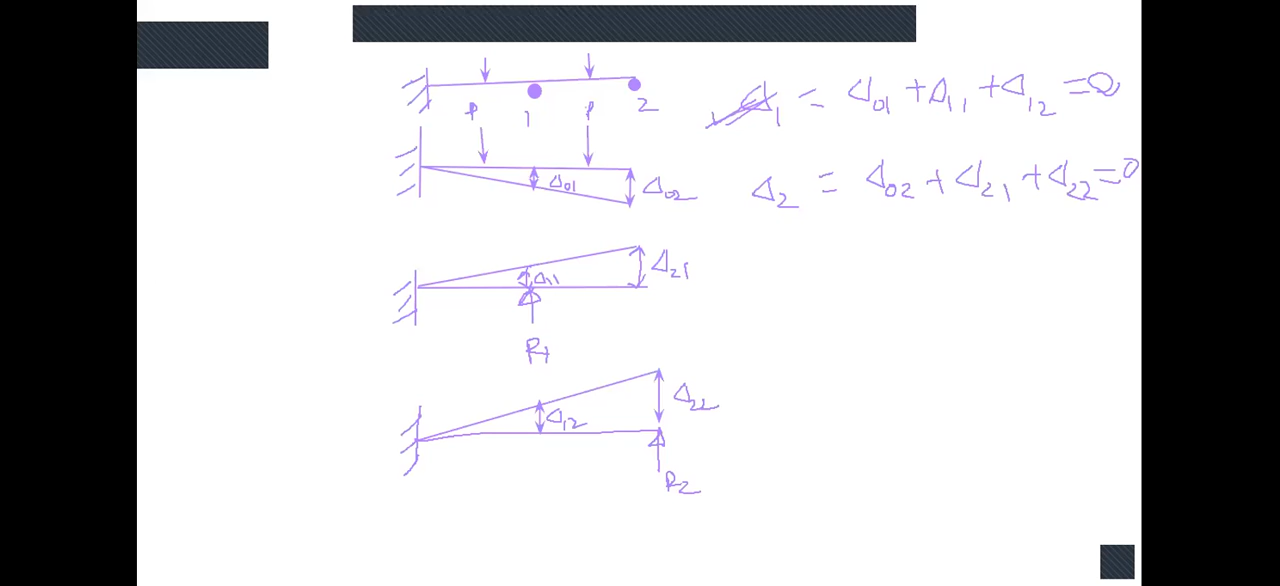 P 1 P 2
Δ₁ = Δ₀₁ + Δ₁₁ + Δ₁₂ = 0
Δ₀₁ Δ₀₂
Δ₂ = Δ₀₂ + Δ₂₁ + Δ₂₂ = 0
Δ₁₁ Δ₂₁
R₁
Δ₁₂ Δ₂₂
R₂